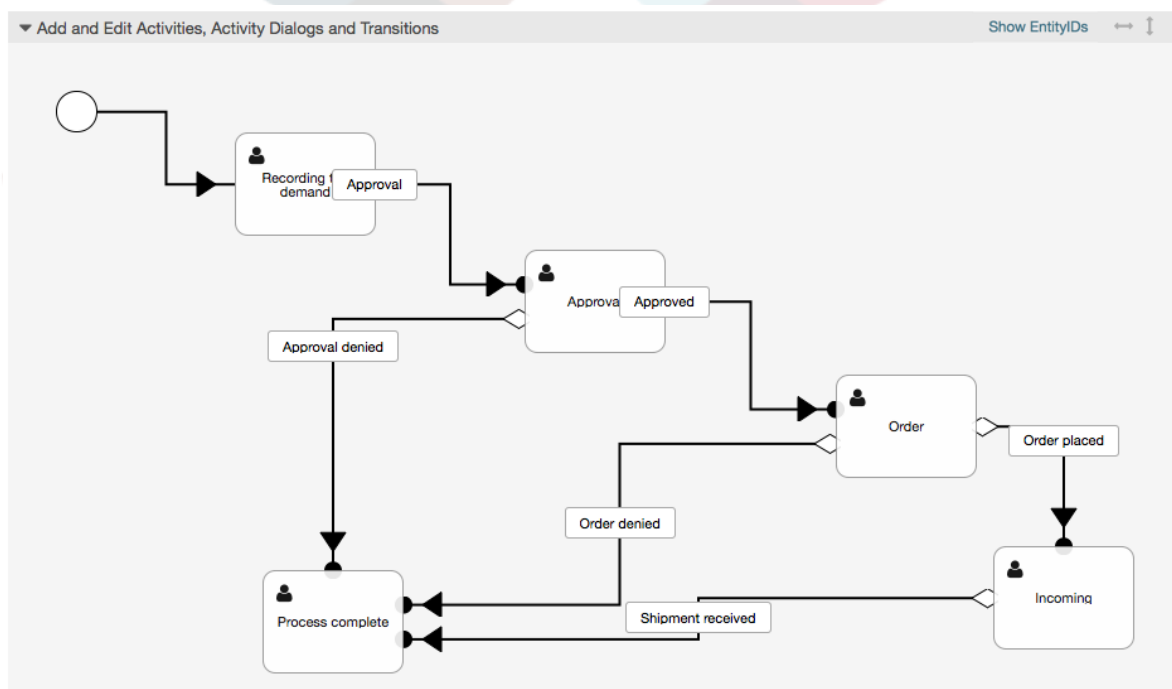 Add and Edit Activities, Activity Dialogs and Transitions
Show EntityIDs
Recording
demand
Approval
Approved
Approval denied
Order
Order placed
Order denied
Incoming
Process complete
Shipment received